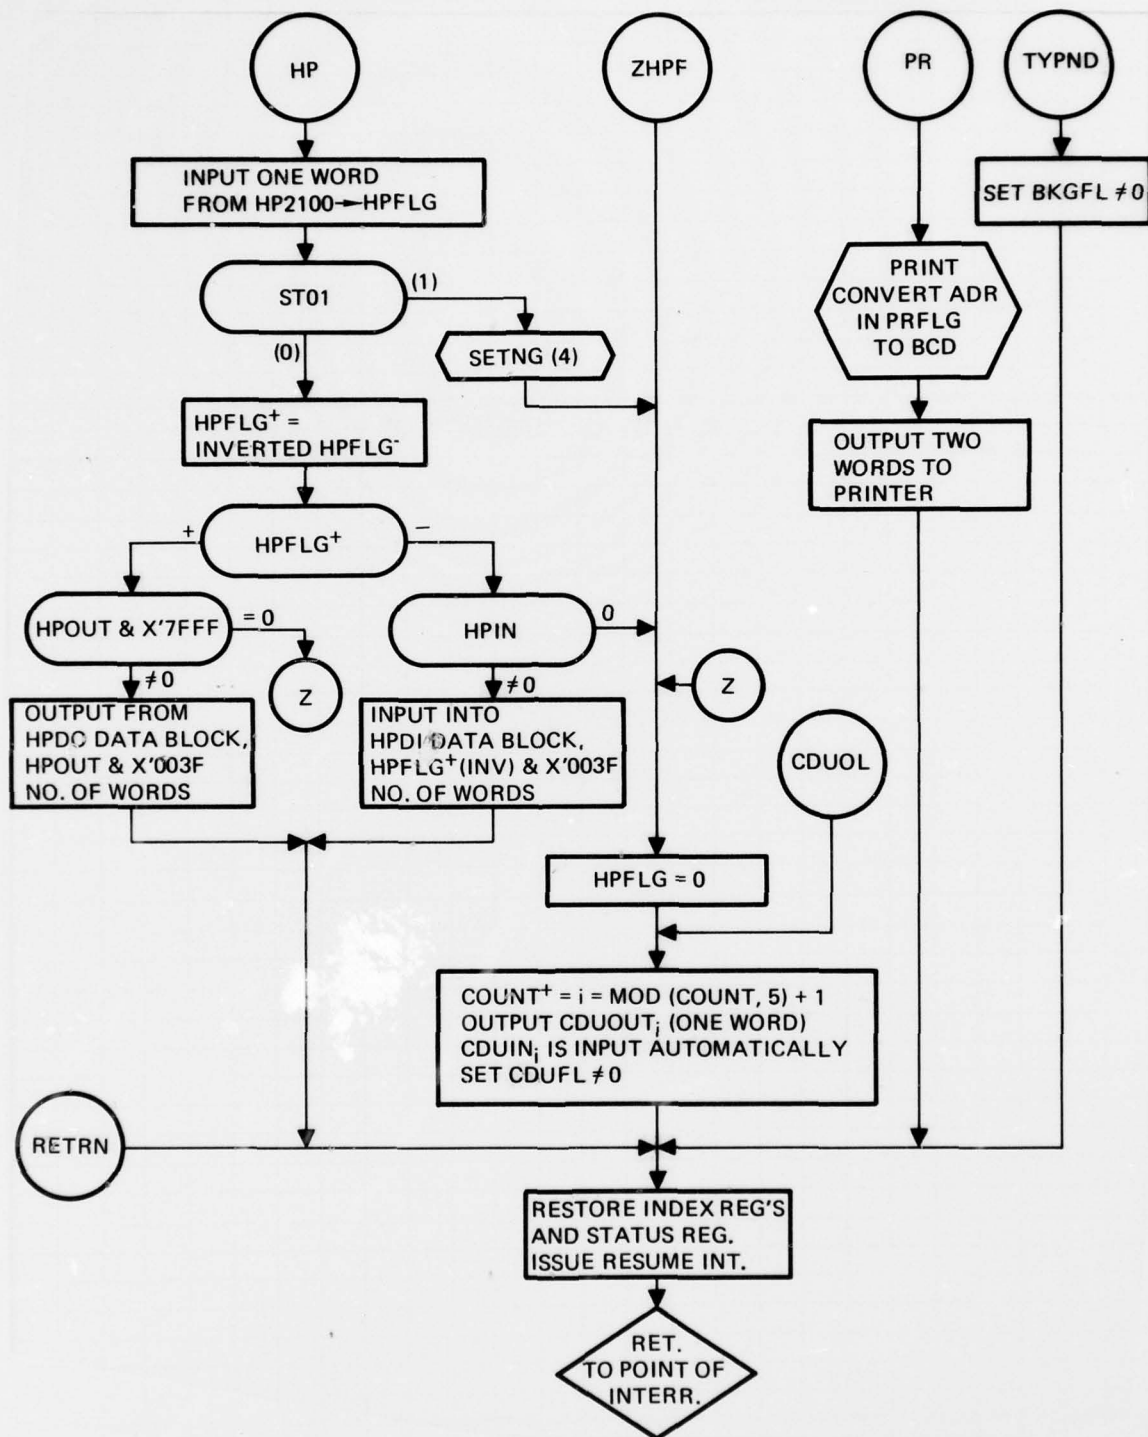 HP
ZHPF
PR
TYPND
INPUT ONE WORD
FROM HP2100→HPFLG
SET BKGFL ≠0
ST01
(1)
(0)
SETNG (4)
PRINT
CONVERT ADR
IN PRFLG
TO BCD
HPFLG⁺ =
INVERTED HPFLG⁻
OUTPUT TWO
WORDS TO
PRINTER
+
HPFLG⁺
−
HPOUT & X'7FFF
= 0
HPIN
0
≠0
Z
≠0
Z
OUTPUT FROM
HPDO DATA BLOCK,
HPOUT & X'003F
NO. OF WORDS
INPUT INTO
HPDI DATA BLOCK,
HPFLG⁺(INV) & X'003F
NO. OF WORDS
CDUOL
HPFLG = 0
COUNT⁺ = i = MOD (COUNT, 5) + 1
OUTPUT CDUOUTᵢ (ONE WORD)
CDUINᵢ IS INPUT AUTOMATICALLY
SET CDUFL ≠0
RETRN
RESTORE INDEX REG'S
AND STATUS REG.
ISSUE RESUME INT.
RET.
TO POINT OF
INTERR.